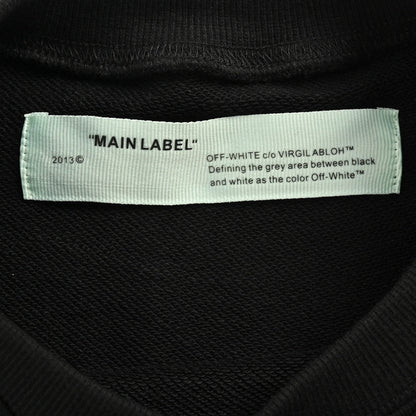 "MAIN LABEL"
2013©
OFF-WHITE c/o VIRGIL ABLOH™
Defining the grey area between black
and white as the color Off-White™